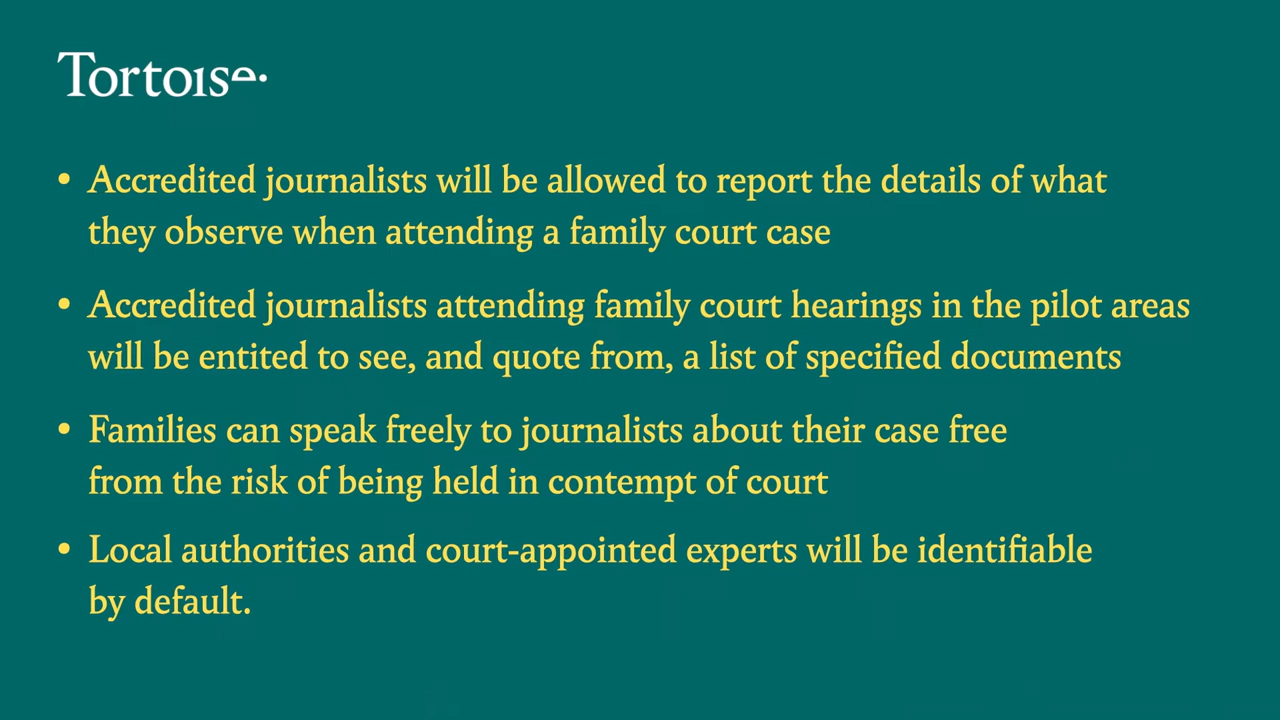 Tortoise.
• Accredited journalists will be allowed to report the details of what
they observe when attending a family court case
• Accredited journalists attending family court hearings in the pilot areas
will be entited to see, and quote from, a list of specified documents
• Families can speak freely to journalists about their case free
from the risk of being held in contempt of court
• Local authorities and court-appointed experts will be identifiable
by default.